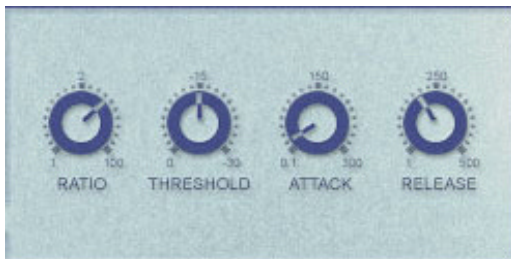 2. -15. 150. 250.
1. 100. 0. -30. 0.1 300 1. 500
RATIO THRESHOLD ATTACK RELEASE